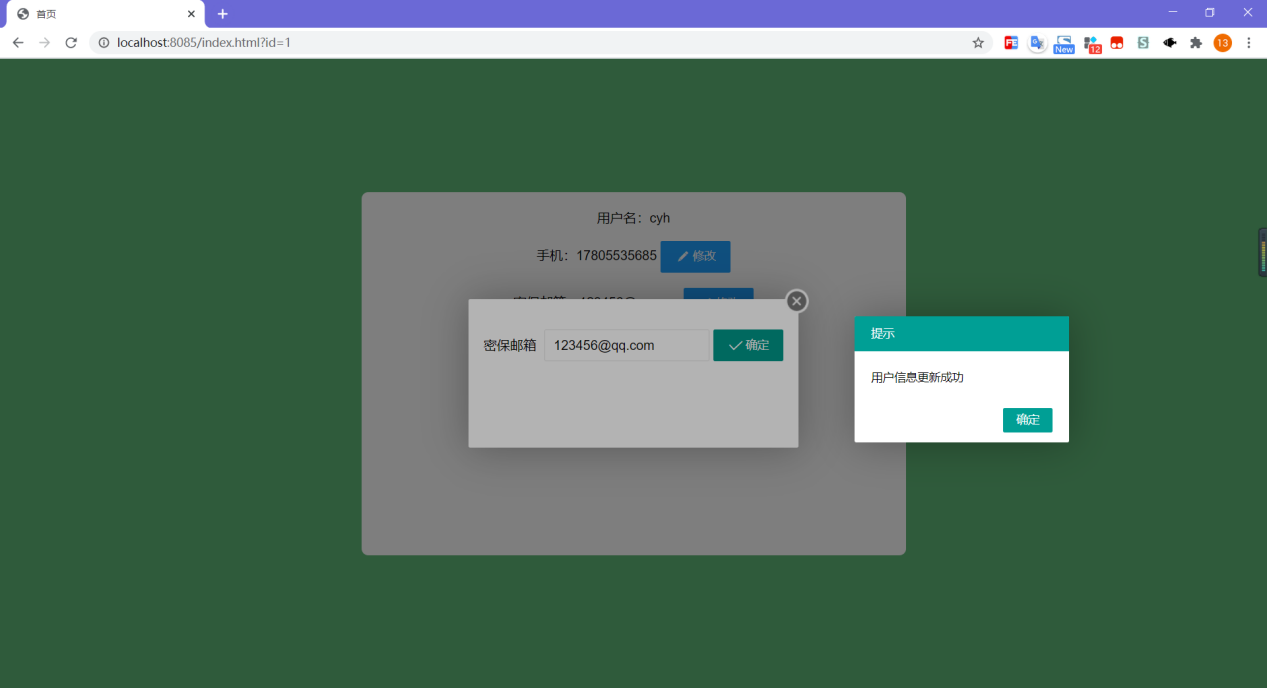 首页
localhost:8085/index.html?id=1
New
12
13
用户名：cyh
手机：17805535685 修改
密保邮箱 123456@qq.com 确定
提示
用户信息更新成功
确定